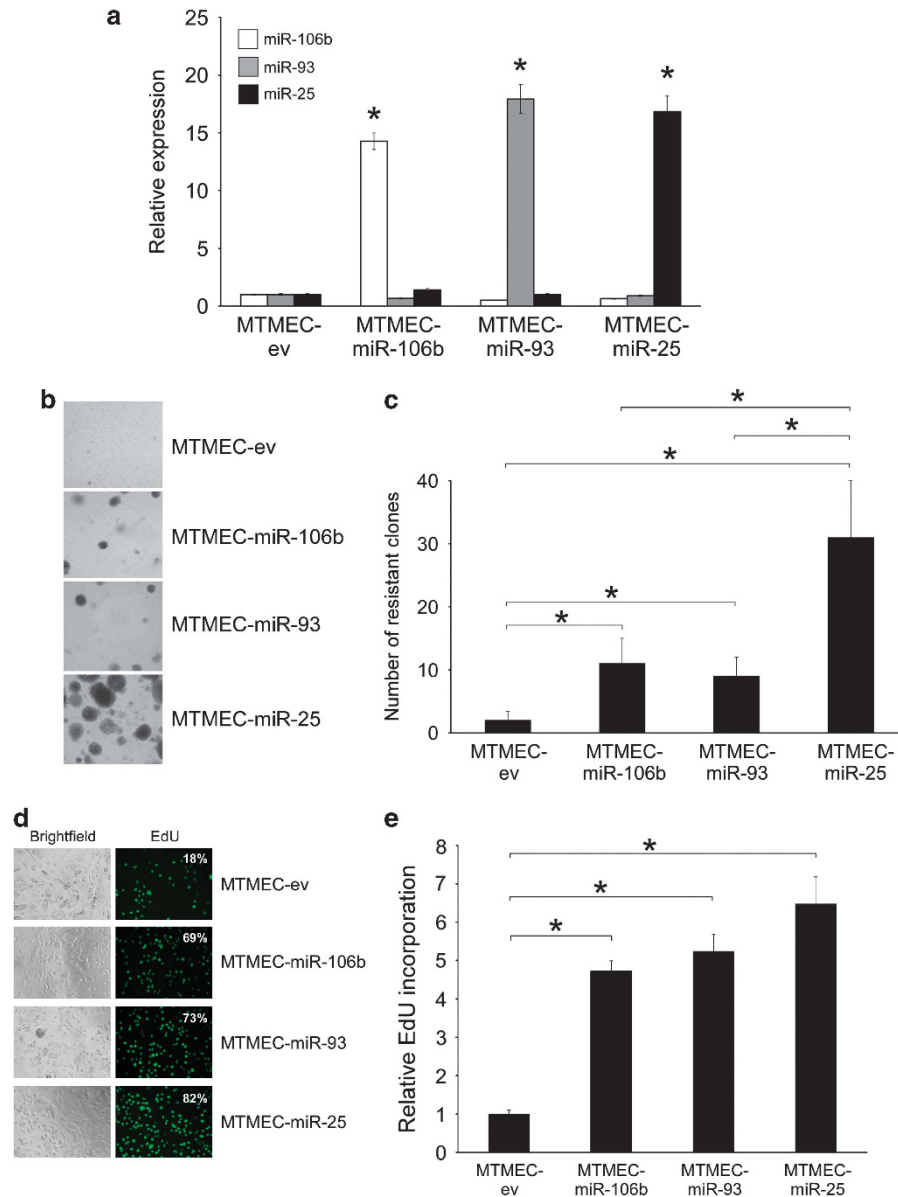 a
25
20
15
10
5
0
Relative expression
miR-106b
miR-93
miR-25
*
*
*
MTMEC-
ev
MTMEC-
miR-106b
MTMEC-
miR-93
MTMEC-
miR-25
b
MTMEC-ev
MTMEC-miR-106b
MTMEC-miR-93
MTMEC-miR-25
c
*
*
*
*
*
40
30
20
10
0
Number of resistant clones
MTMEC-
ev
MTMEC-
miR-106b
MTMEC-
miR-93
MTMEC-
miR-25
d
Brightfield EdU
18%
MTMEC-ev
69%
MTMEC-miR-106b
73%
MTMEC-miR-93
82%
MTMEC-miR-25
e
8
7
6
5
4
3
2
1
0
Relative EdU incorporation
*
*
*
MTMEC-
ev
MTMEC-
miR-106b
MTMEC-
miR-93
MTMEC-
miR-25